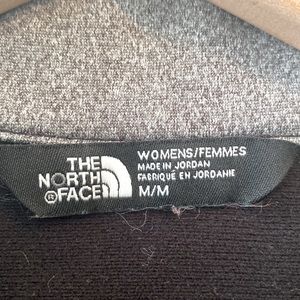 THE
NORTH
®FACE
WOMENS/FEMMES
MADE IN JORDAN
FABRIQUÉ EN JORDANIE
M/M